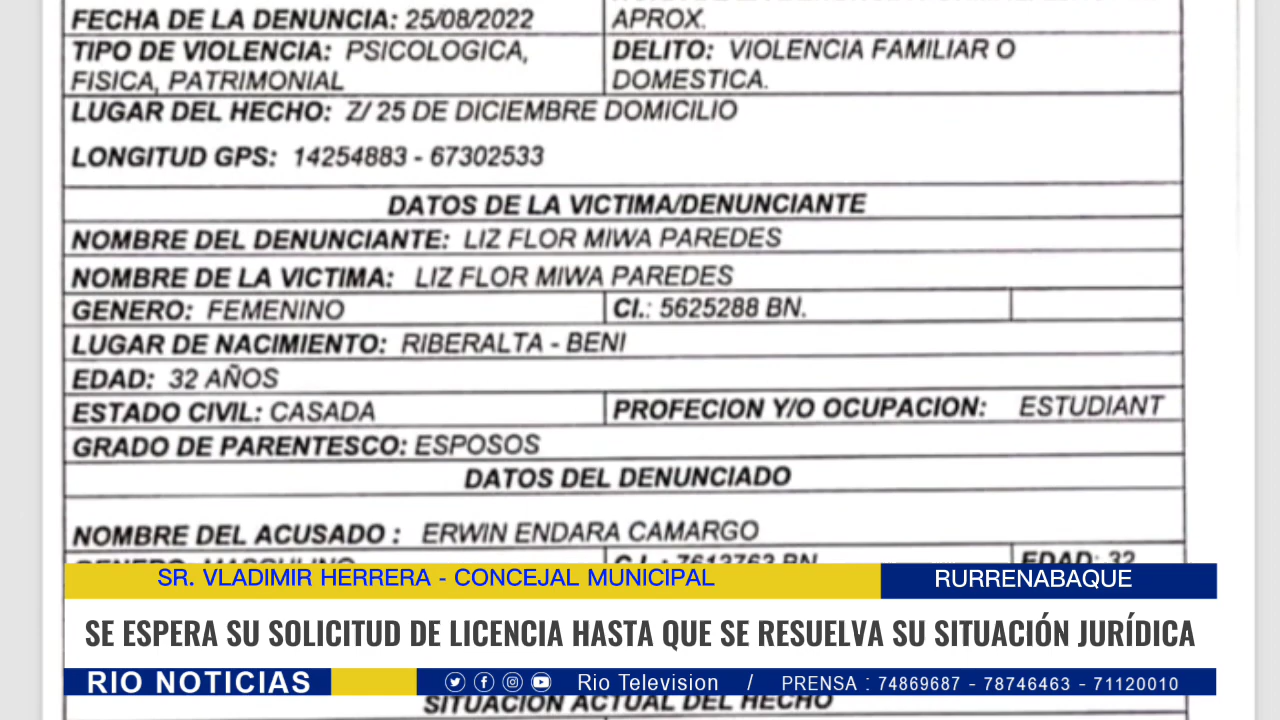 FECHA DE LA DENUNCIA: 25/08/2022
APROX.
TIPO DE VIOLENCIA: PSICOLOGICA,
FISICA, PATRIMONIAL
DELITO: VIOLENCIA FAMILIAR O
DOMESTICA.
LUGAR DEL HECHO: Z/ 25 DE DICIEMBRE DOMICILIO
LONGITUD GPS: 14254883 - 67302533
DATOS DE LA VICTIMA/DENUNCIANTE
NOMBRE DEL DENUNCIANTE: LIZ FLOR MIWA PAREDES
NOMBRE DE LA VICTIMA: LIZ FLOR MIWA PAREDES
GENERO: FEMENINO
CI.: 5625288 BN.
LUGAR DE NACIMIENTO: RIBERALTA - BENI
EDAD: 32 AÑOS
ESTADO CIVIL: CASADA
PROFECION Y/O OCUPACION: ESTUDIANT
GRADO DE PARENTESCO: ESPOSOS
DATOS DEL DENUNCIADO
NOMBRE DEL ACUSADO : ERWIN ENDARA CAMARGO
GENERO: MASCULINO
EDAD: 32
SR. VLADIMIR HERRERA - CONCEJAL MUNICIPAL
RURRENABAQUE
SE ESPERA SU SOLICITUD DE LICENCIA HASTA QUE SE RESUELVA SU SITUACIÓN JURÍDICA
RIO NOTICIAS
Rio Television / PRENSA : 74869687 - 78746463 - 71120010
SITUACION ACTUAL DEL HECHO